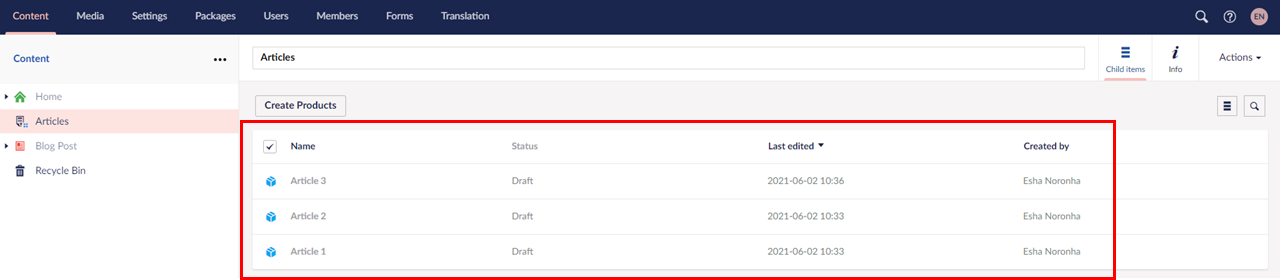 Content Media Settings Packages Users Members Forms Translation EN
Content
Articles
Child items
Info
Actions
Home
Articles
Blog Post
Recycle Bin
Create Products
Name Status Last edited Created by
Article 3 Draft 2021-06-02 10:36 Esha Noronha
Article 2 Draft 2021-06-02 10:33 Esha Noronha
Article 1 Draft 2021-06-02 10:33 Esha Noronha